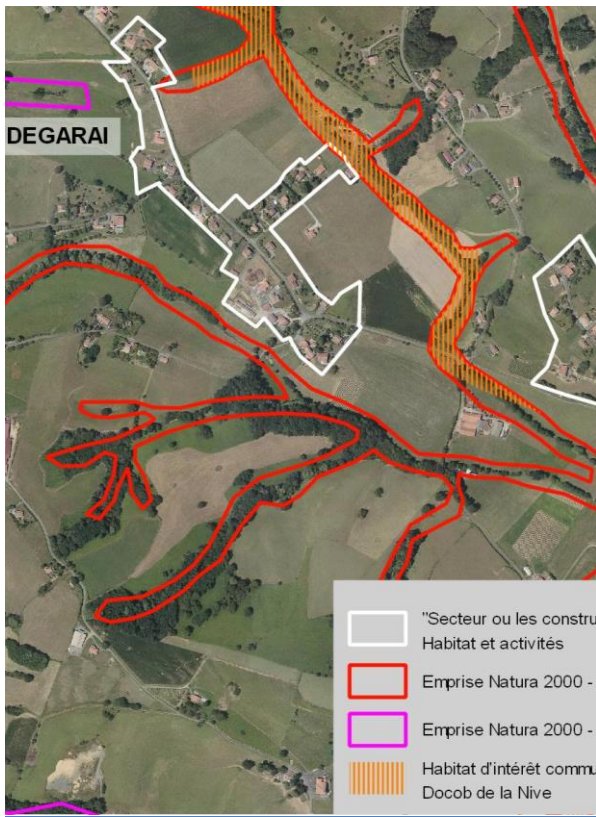 DEGARAI
"Secteur ou les constru
Habitat et activités
Emprise Natura 2000 -
Emprise Natura 2000 -
Habitat d'intérêt commu
Docob de la Nive